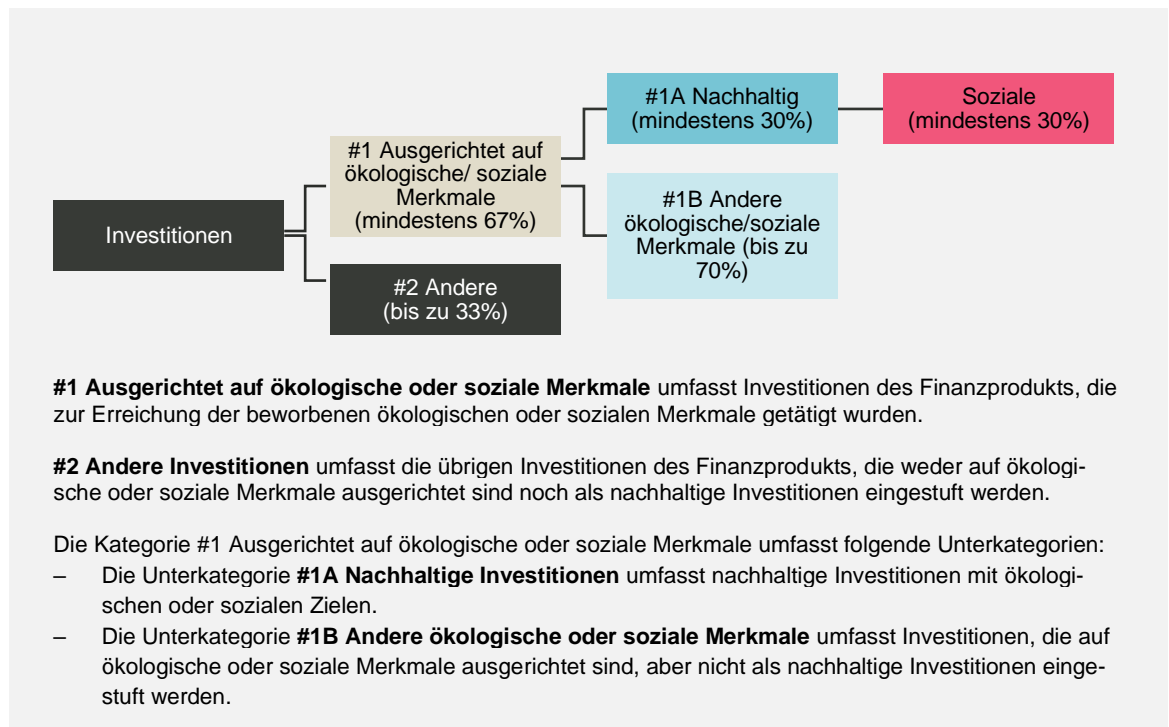 #1A Nachhaltig
(mindestens 30%)
Soziale
(mindestens 30%)
#1 Ausgerichtet auf
ökologische/ soziale
Merkmale
(mindestens 67%)
#1B Andere
ökologische/soziale
Merkmale (bis zu
70%)
Investitionen
#2 Andere
(bis zu 33%)
#1 Ausgerichtet auf ökologische oder soziale Merkmale umfasst Investitionen des Finanzprodukts, die
zur Erreichung der beworbenen ökologischen oder sozialen Merkmale getätigt wurden.
#2 Andere Investitionen umfasst die übrigen Investitionen des Finanzprodukts, die weder auf ökologi-
sche oder soziale Merkmale ausgerichtet sind noch als nachhaltige Investitionen eingestuft werden.
Die Kategorie #1 Ausgerichtet auf ökologische oder soziale Merkmale umfasst folgende Unterkategorien:
– Die Unterkategorie #1A Nachhaltige Investitionen umfasst nachhaltige Investitionen mit ökologi-
schen oder sozialen Zielen.
– Die Unterkategorie #1B Andere ökologische oder soziale Merkmale umfasst Investitionen, die auf
ökologische oder soziale Merkmale ausgerichtet sind, aber nicht als nachhaltige Investitionen einge-
stuft werden.